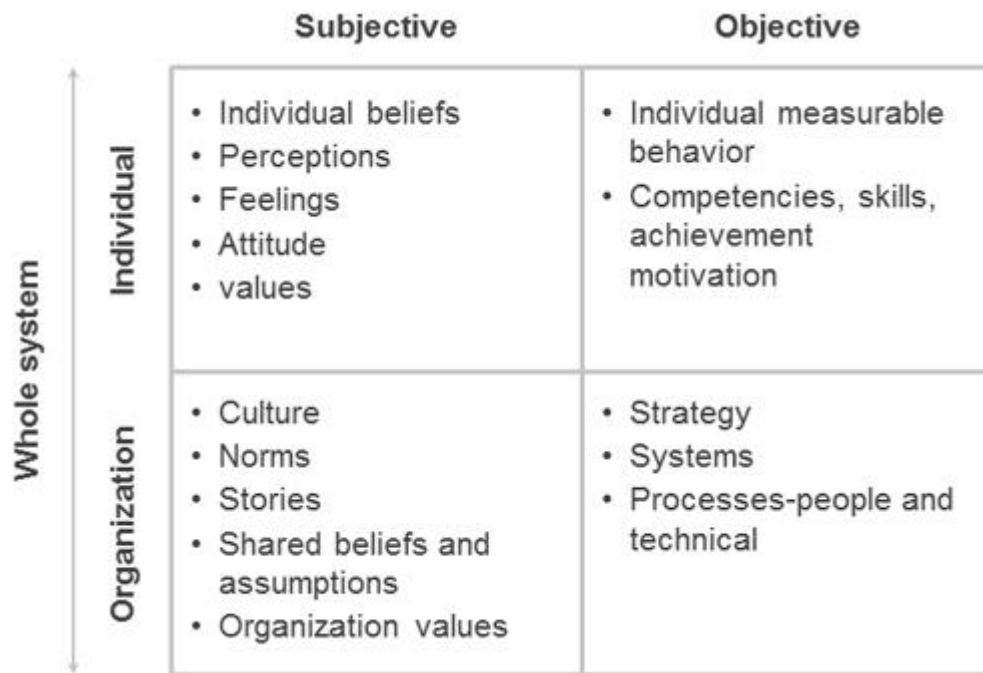 Subjective
Objective
Whole system
Individual
• Individual beliefs
• Perceptions
• Feelings
• Attitude
• values
• Individual measurable
behavior
• Competencies, skills,
achievement
motivation
Organization
• Culture
• Norms
• Stories
• Shared beliefs and
assumptions
• Organization values
• Strategy
• Systems
• Processes-people and
technical